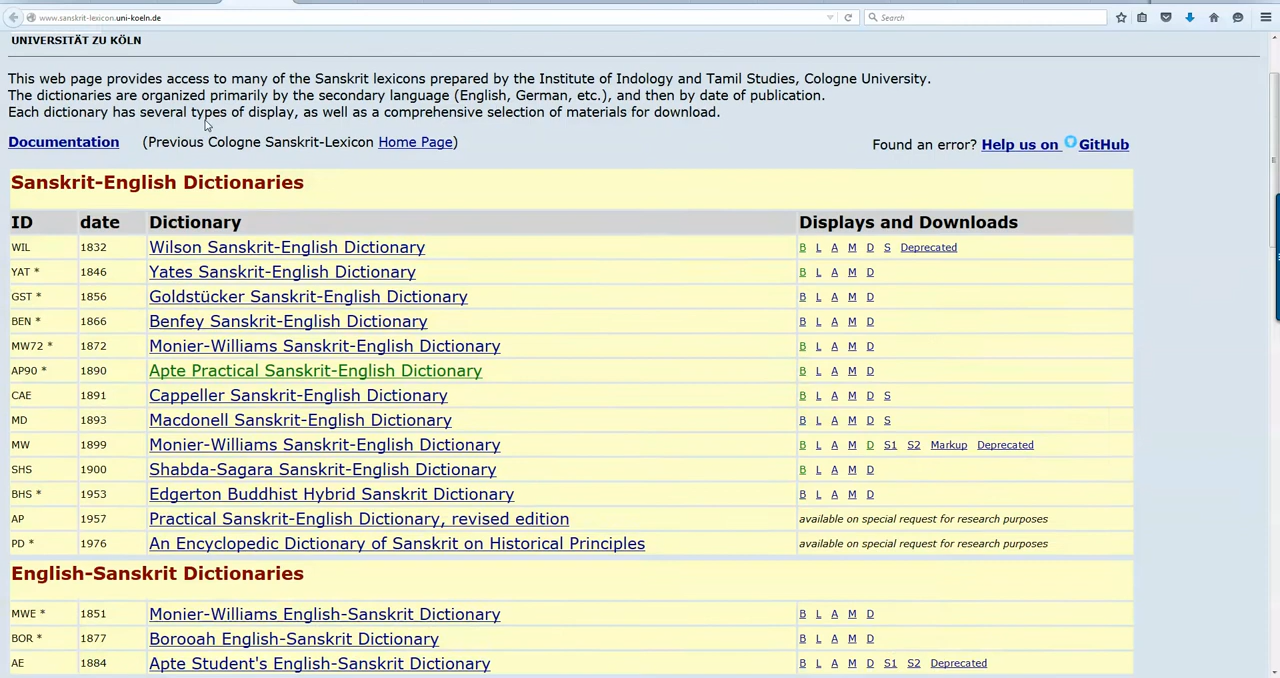 www.sanskrit-lexicon.uni-koeln.de
Search
UNIVERSITÄT ZU KÖLN
This web page provides access to many of the Sanskrit lexicons prepared by the Institute of Indology and Tamil Studies, Cologne University.
The dictionaries are organized primarily by the secondary language (English, German, etc.), and then by date of publication.
Each dictionary has several types of display, as well as a comprehensive selection of materials for download.
Documentation (Previous Cologne Sanskrit-Lexicon Home Page) Found an error? Help us on GitHub
Sanskrit-English Dictionaries
ID date Dictionary Displays and Downloads
WIL 1832 Wilson Sanskrit-English Dictionary B L A M D S Deprecated
YAT * 1846 Yates Sanskrit-English Dictionary B L A M D
GST * 1856 Goldstücker Sanskrit-English Dictionary B L A M D
BEN * 1866 Benfey Sanskrit-English Dictionary B L A M D
MW72 * 1872 Monier-Williams Sanskrit-English Dictionary B L A M D
AP90 * 1890 Apte Practical Sanskrit-English Dictionary B L A M D
CAE 1891 Cappeller Sanskrit-English Dictionary B L A M D S
MD 1893 Macdonell Sanskrit-English Dictionary B L A M D S
MW 1899 Monier-Williams Sanskrit-English Dictionary B L A M D S1 S2 Markup Deprecated
SHS 1900 Shabda-Sagara Sanskrit-English Dictionary B L A M D
BHS * 1953 Edgerton Buddhist Hybrid Sanskrit Dictionary B L A M D
AP 1957 Practical Sanskrit-English Dictionary, revised edition available on special request for research purposes
PD * 1976 An Encyclopedic Dictionary of Sanskrit on Historical Principles available on special request for research purposes
English-Sanskrit Dictionaries
MWE * 1851 Monier-Williams English-Sanskrit Dictionary B L A M D
BOR * 1877 Borooah English-Sanskrit Dictionary B L A M D
AE 1884 Apte Student's English-Sanskrit Dictionary B L A M D S1 S2 Deprecated